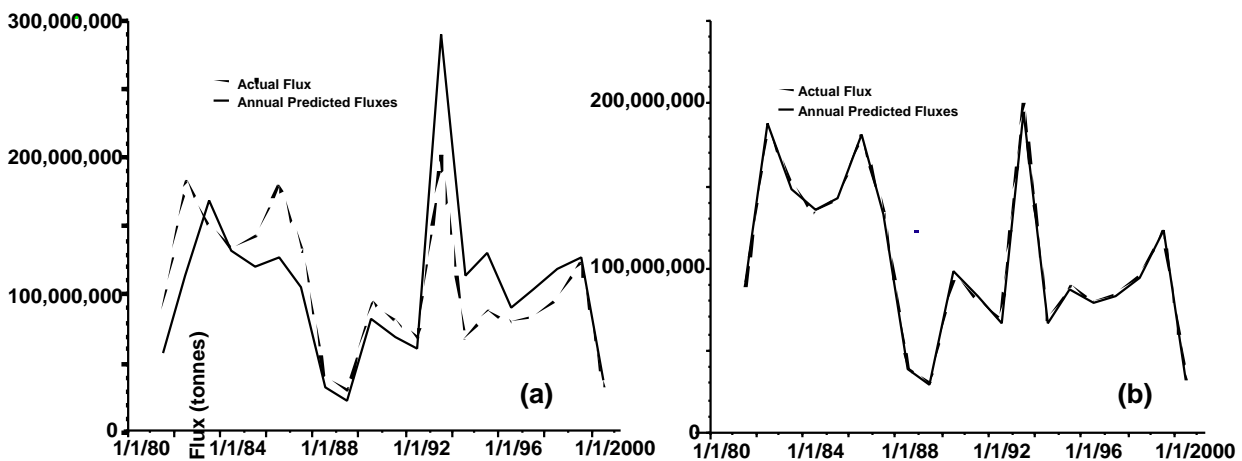 300,000,000
Actual Flux
Annual Predicted Fluxes
200,000,000
100,000,000
0
Flux (tonnes)
(a)
1/1/80 1/1/84 1/1/88 1/1/92 1/1/96 1/1/2000
Actual Flux
Annual Predicted Fluxes
200,000,000
100,000,000
0
(b)
1/1/80 1/1/84 1/1/88 1/1/92 1/1/96 1/1/2000